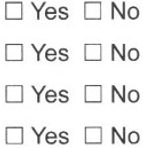 ☐ Yes ☐ No
☐ Yes ☐ No
☐ Yes ☐ No
☐ Yes ☐ No